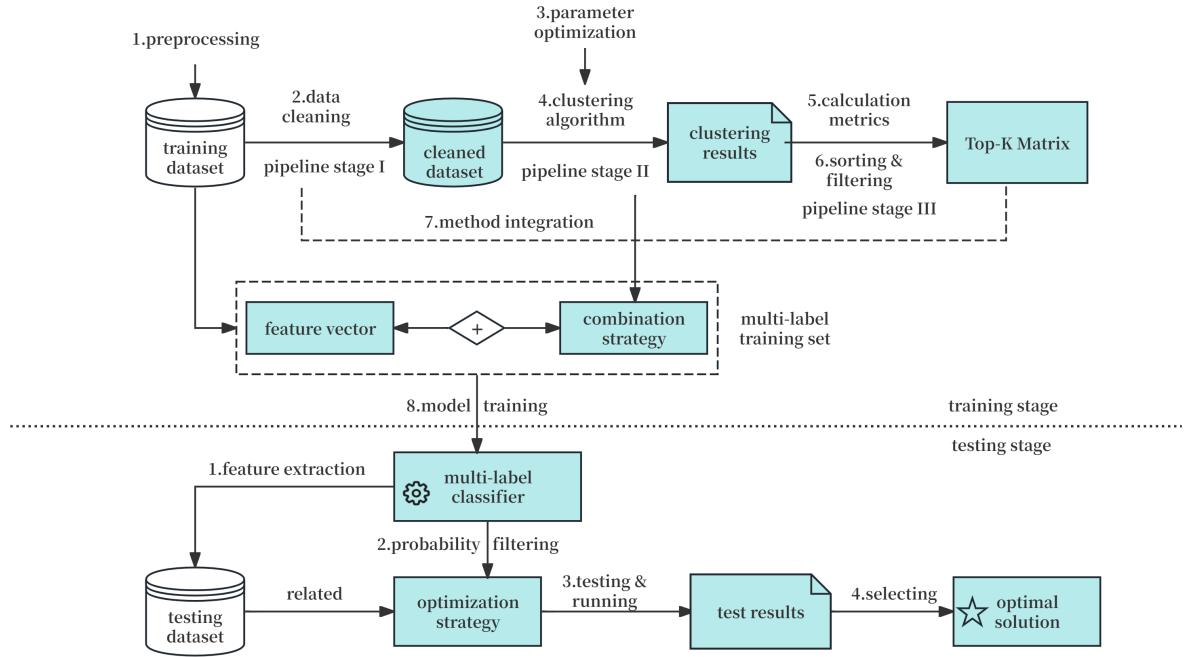 3.parameter
optimization
1.preprocessing
2.data
cleaning
4.clustering
algorithm
5.calculation
metrics
training
dataset
cleaned
dataset
clustering
results
Top-K Matrix
pipeline stage I
pipeline stage II
6.sorting &
filtering
pipeline stage III
7.method integration
feature vector
+
combination
strategy
multi-label
training set
8.model training
training stage
testing stage
1.feature extraction
multi-label
classifier
2.probability filtering
testing
dataset
related
optimization
strategy
3.testing &
running
test results
4.selecting
optimal
solution